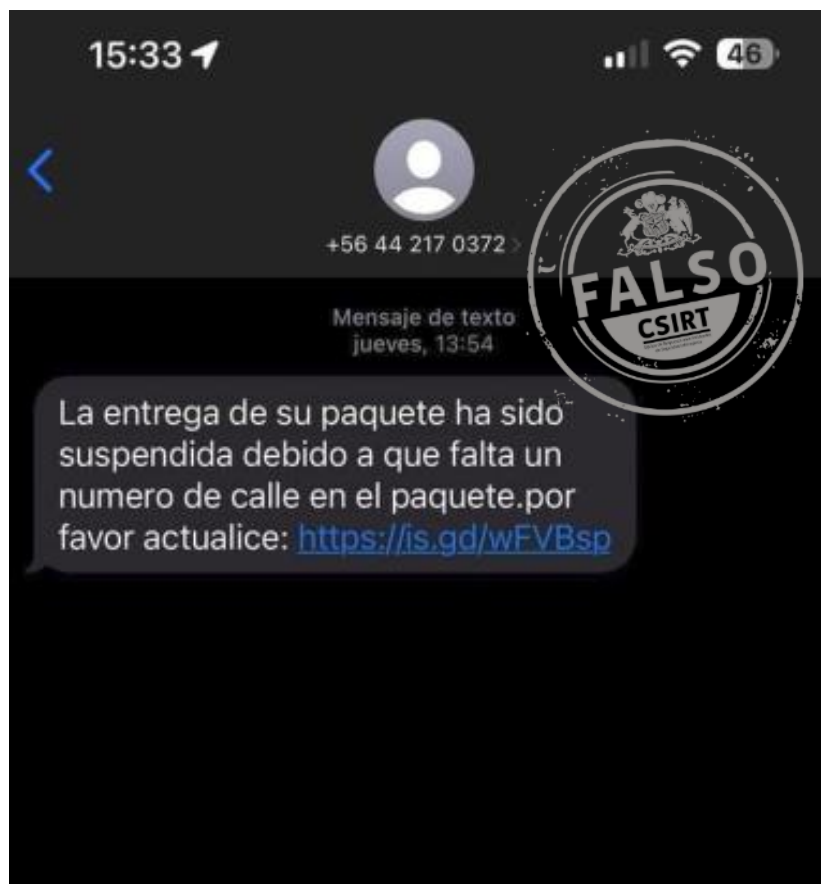 15:33
46
+56 44 217 0372
Mensaje de texto
jueves, 13:54
FALSO
CSIRT
La entrega de su paquete ha sido
suspendida debido a que falta un
numero de calle en el paquete.por
favor actualice: https://is.gd/wFVBsp